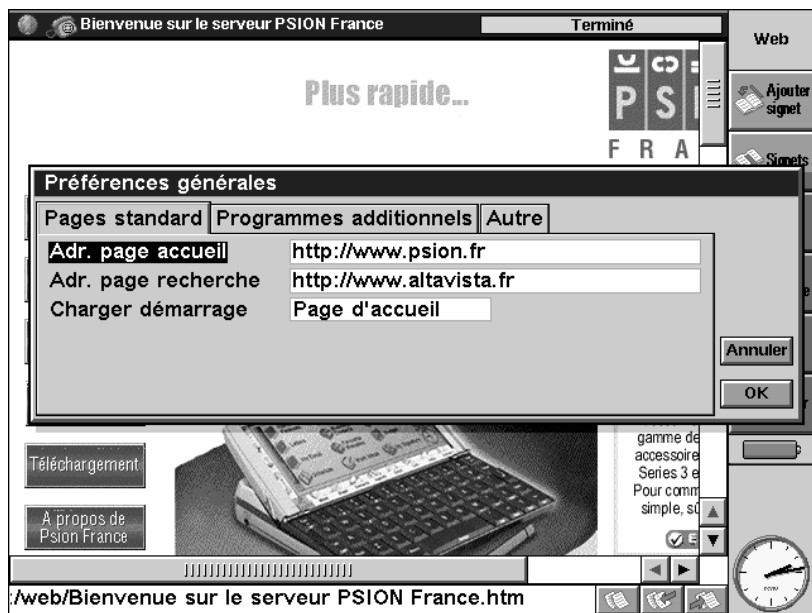 Bienvenue sur le serveur PSION France
Terminé
Web
Plus rapide...
PSI
FRA
Ajouter
signet
Signets
Préférences générales
Pages standard
Programmes additionnels
Autre
Adr. page accueil
http://www.psion.fr
Adr. page recherche
http://www.altavista.fr
Charger démarrage
Page d'accueil
Annuler
OK
Téléchargement
A propos de
Psion France
gamme de
accessoire
Series 3 e
Pour comm
simple, sû
:/web/Bienvenue sur le serveur PSION France.htm